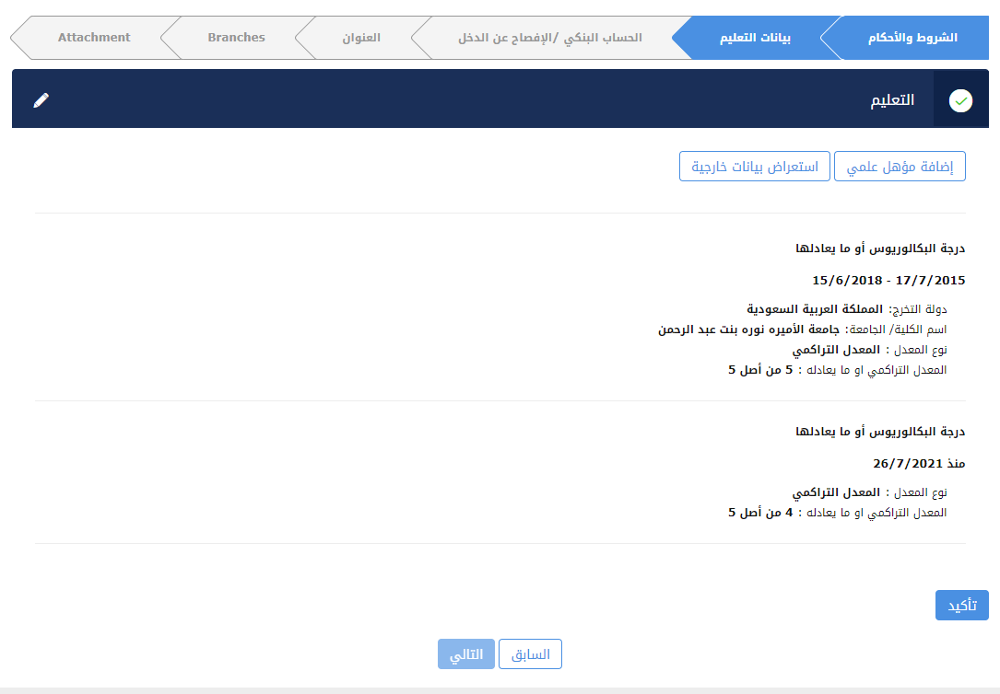 الشروط والأحكام
بيانات التعليم
الحساب البنكي /الإفصاح عن الدخل
العنوان
Branches
Attachment
التعليم
إضافة مؤهل علمي
استعراض بيانات خارجية
درجة البكالوريوس أو ما يعادلها
17/7/2015 - 15/6/2018
دولة التخرج: المملكة العربية السعودية
اسم الكلية/ الجامعة: جامعة الأميره نوره بنت عبد الرحمن
نوع المعدل : المعدل التراكمي
المعدل التراكمي او ما يعادله : 5 من أصل 5
درجة البكالوريوس أو ما يعادلها
منذ 26/7/2021
نوع المعدل : المعدل التراكمي
المعدل التراكمي او ما يعادله : 4 من أصل 5
تأكيد
السابق
التالي